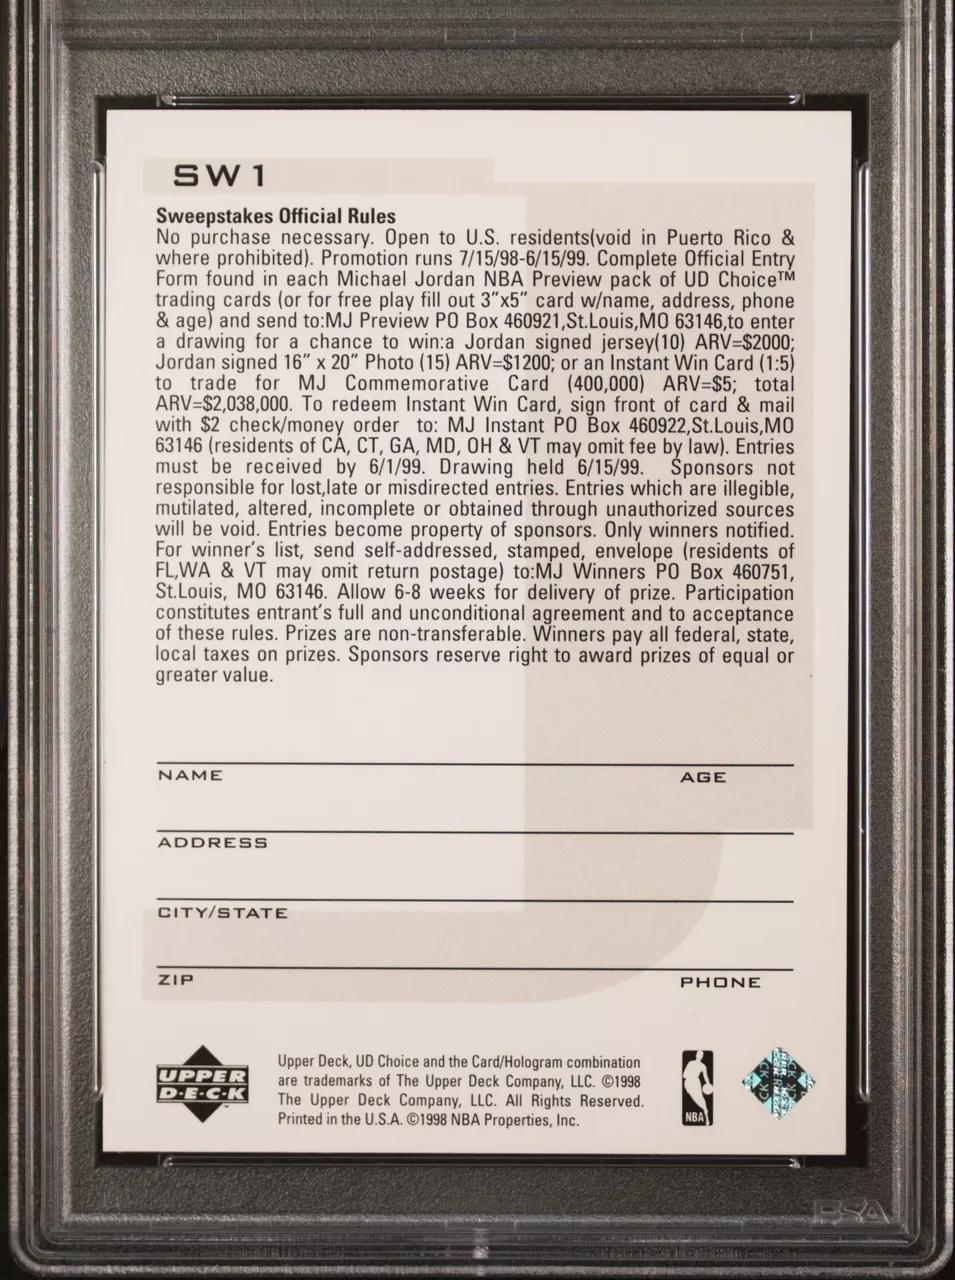 SW1
Sweepstakes Official Rules
No purchase necessary. Open to U.S. residents(void in Puerto Rico &
where prohibited). Promotion runs 7/15/98-6/15/99. Complete Official Entry
Form found in each Michael Jordan NBA Preview pack of UD Choice™
trading cards (or for free play fill out 3"x5" card w/name, address, phone
& age) and send to:MJ Preview PO Box 460921,St.Louis,MO 63146,to enter
a drawing for a chance to win:a Jordan signed jersey(10) ARV=$2000;
Jordan signed 16" x 20" Photo (15) ARV=$1200; or an Instant Win Card (1:5)
to trade for MJ Commemorative Card (400,000) ARV=$5; total
ARV=$2,038,000. To redeem Instant Win Card, sign front of card & mail
with $2 check/money order to: MJ Instant PO Box 460922,St.Louis,MO
63146 (residents of CA, CT, GA, MD, OH & VT may omit fee by law). Entries
must be received by 6/1/99. Drawing held 6/15/99. Sponsors not
responsible for lost,late or misdirected entries. Entries which are illegible,
mutilated, altered, incomplete or obtained through unauthorized sources
will be void. Entries become property of sponsors. Only winners notified.
For winner's list, send self-addressed, stamped, envelope (residents of
FL,WA & VT may omit return postage) to:MJ Winners PO Box 460751,
St.Louis, MO 63146. Allow 6-8 weeks for delivery of prize. Participation
constitutes entrant's full and unconditional agreement and to acceptance
of these rules. Prizes are non-transferable. Winners pay all federal, state,
local taxes on prizes. Sponsors reserve right to award prizes of equal or
greater value.
NAME AGE
ADDRESS
CITY/STATE
ZIP PHONE
UPPER
D·E·C·K
Upper Deck, UD Choice and the Card/Hologram combination
are trademarks of The Upper Deck Company, LLC. ©1998
The Upper Deck Company, LLC. All Rights Reserved.
Printed in the U.S.A. ©1998 NBA Properties, Inc.
NBA
PSA